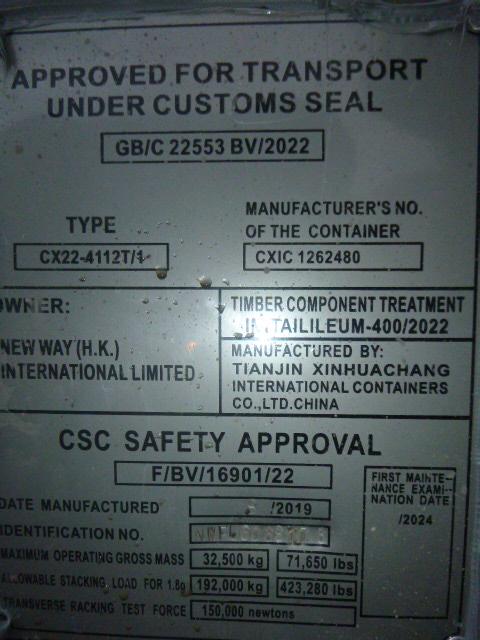 APPROVED FOR TRANSPORT
UNDER CUSTOMS SEAL
GB/C 22553 BV/2022
TYPE
CX22-4112T/1
MANUFACTURER'S NO.
OF THE CONTAINER
CXIC 1262480
OWNER:
NEW WAY (H.K.)
INTERNATIONAL LIMITED
TIMBER COMPONENT TREATMENT
TAILILEUM-400/2022
MANUFACTURED BY:
TIANJIN XINHUACHANG
INTERNATIONAL CONTAINERS
CO.,LTD.CHINA
CSC SAFETY APPROVAL
F/BV/16901/22
DATE MANUFACTURED /2019
IDENTIFICATION NO.
MAXIMUM OPERATING GROSS MASS 32,500 kg 71,650 lbs
ALLOWABLE STACKING LOAD FOR 1.8g 192,000 kg 423,280 lbs
TRANSVERSE RACKING TEST FORCE 150,000 newtons
FIRST MAINTE-
NANCE EXAMI-
NATION DATE
/2024